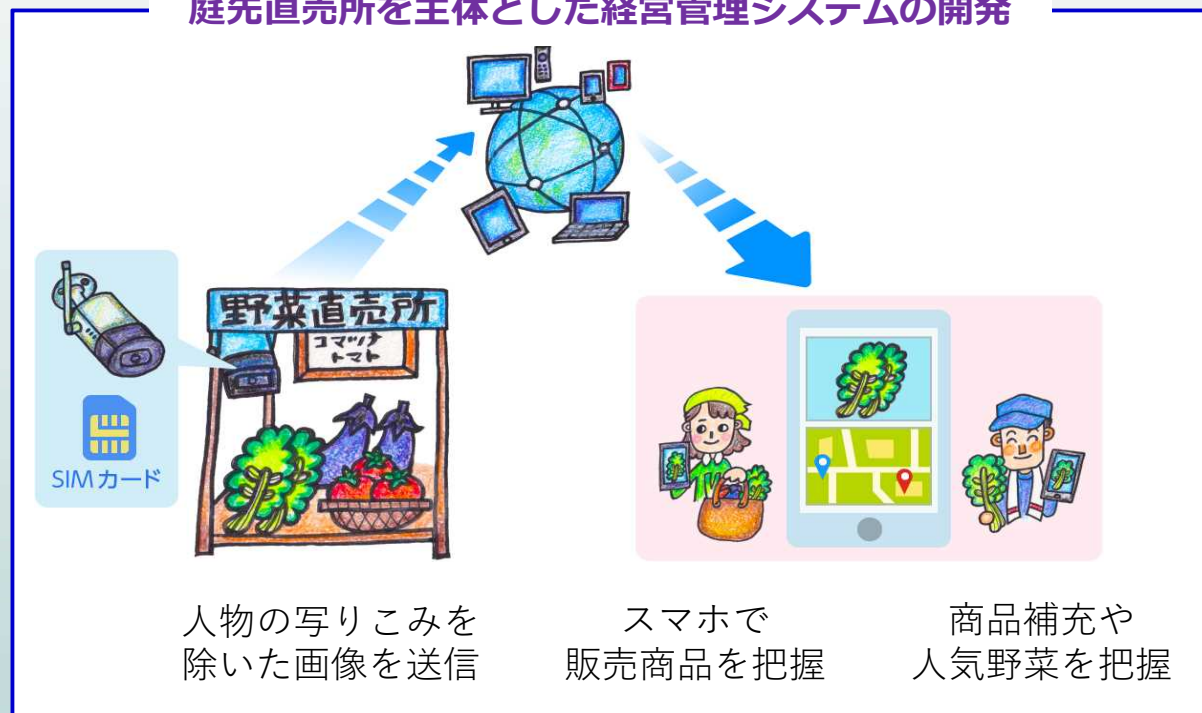 庭先直売所を主体とした経営管理システムの開発
野菜直売所
コマツナ
トマト
SIMカード
人物の写りこみを
除いた画像を送信
スマホで
販売商品を把握
商品補充や
人気野菜を把握